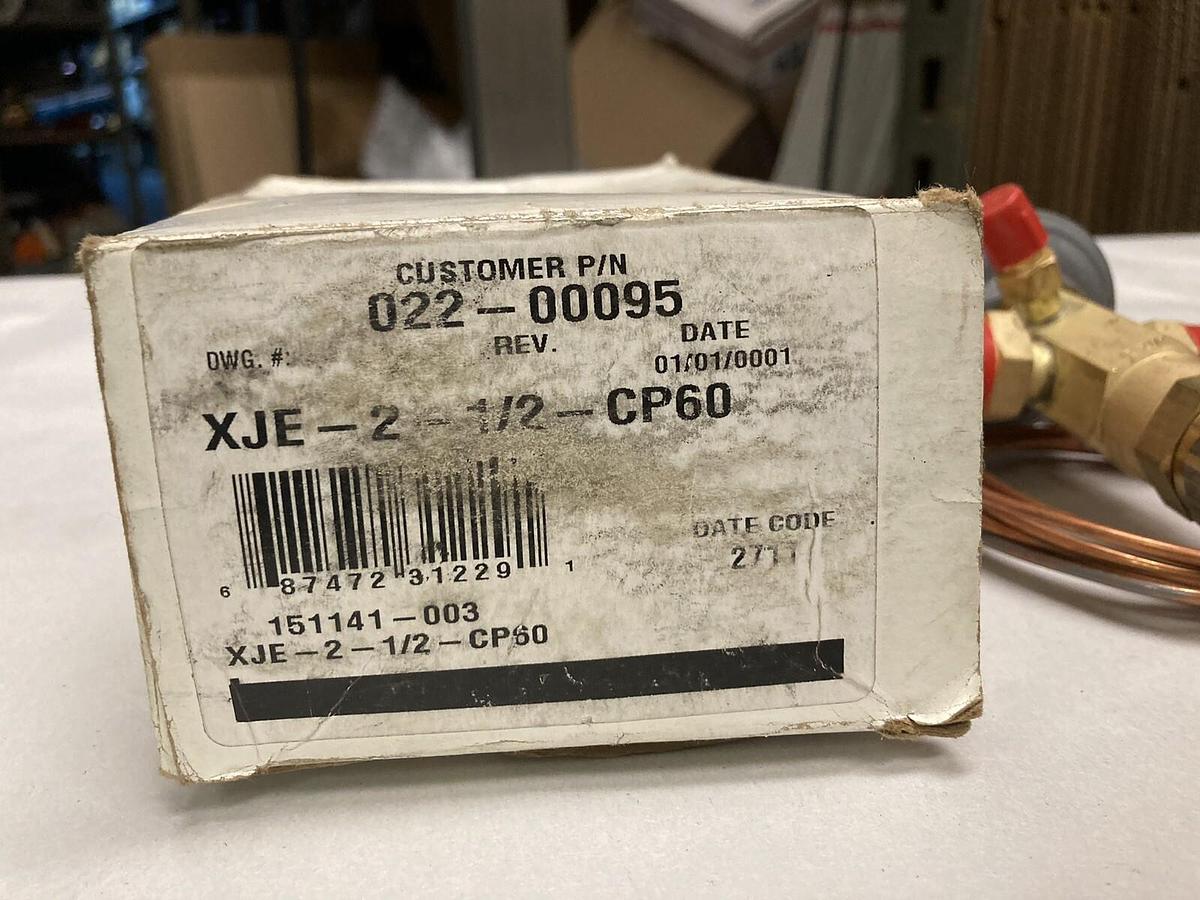 CUSTOMER P/N
022-00095
REV. DATE
DWG. #: 01/01/0001
XJE-2-1/2-CP60
DATE CODE
6 87472 31229 1
151141-003
XJE-2-1/2-CP60